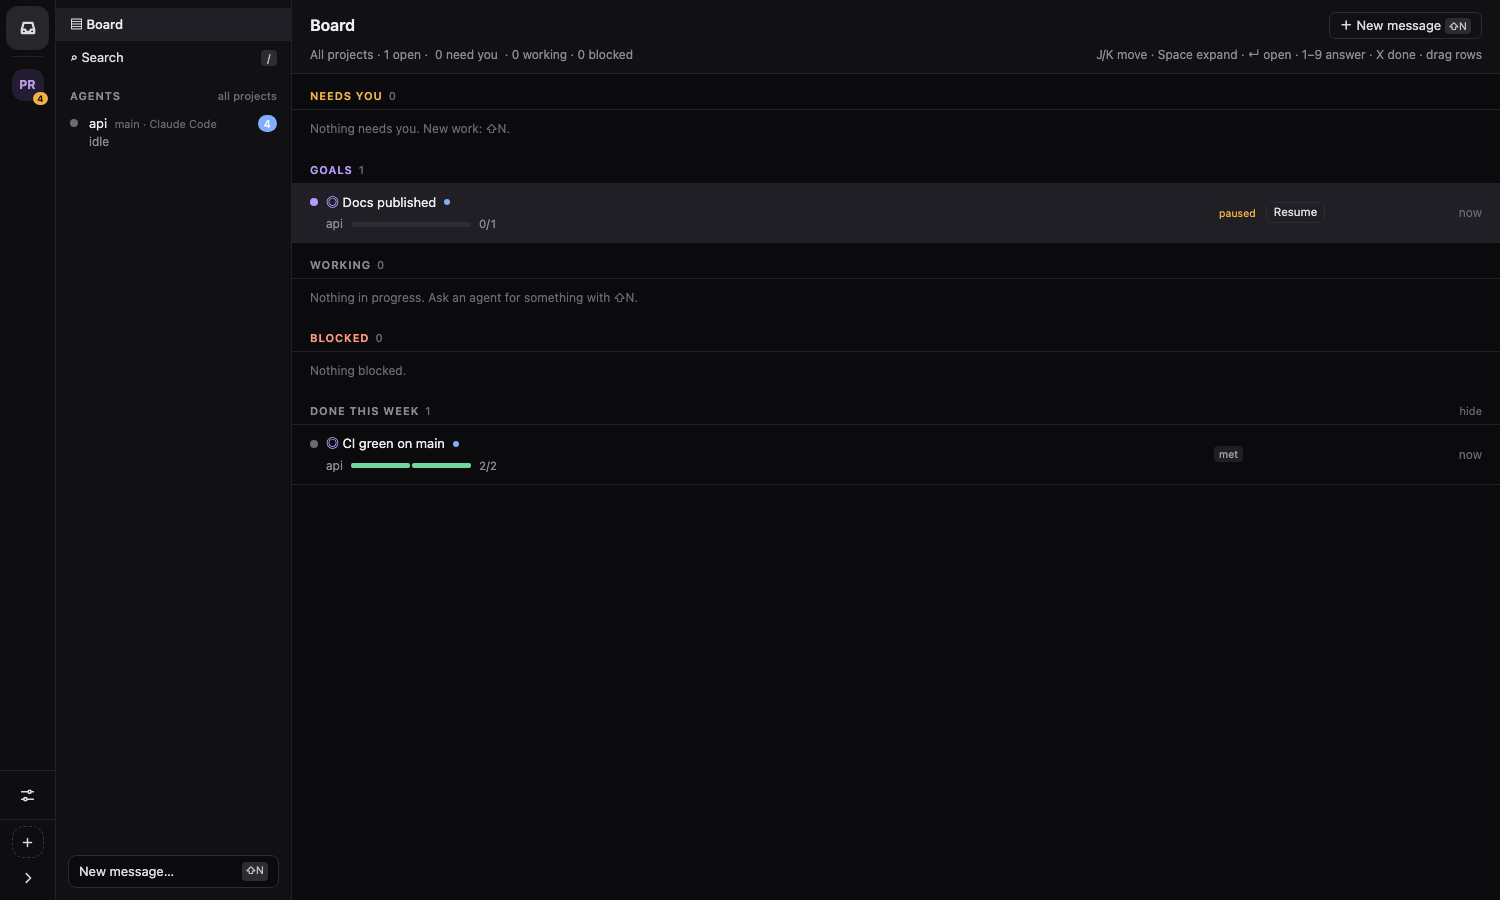 PR
4
Board
Search /
AGENTS all projects
api main · Claude Code 4
idle
New message... ⇧N
Board
+ New message ⇧N
All projects · 1 open · 0 need you · 0 working · 0 blocked
J/K move · Space expand · ↵ open · 1–9 answer · X done · drag rows
NEEDS YOU 0
Nothing needs you. New work: ⇧N.
GOALS 1
Docs published
api 0/1
paused Resume now
WORKING 0
Nothing in progress. Ask an agent for something with ⇧N.
BLOCKED 0
Nothing blocked.
DONE THIS WEEK 1 hide
CI green on main
api 2/2
met now